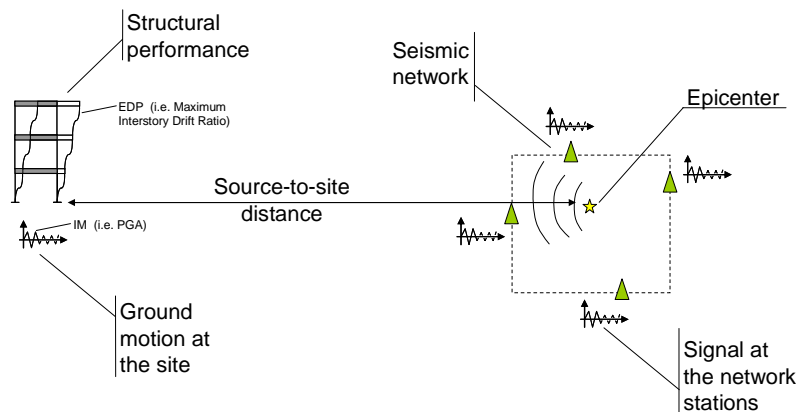 Structural
performance
EDP (i.e. Maximum
Interstory Drift Ratio)
Seismic
network
Epicenter
Source-to-site
distance
IM (i.e. PGA)
Ground
motion at
the site
Signal at
the network
stations